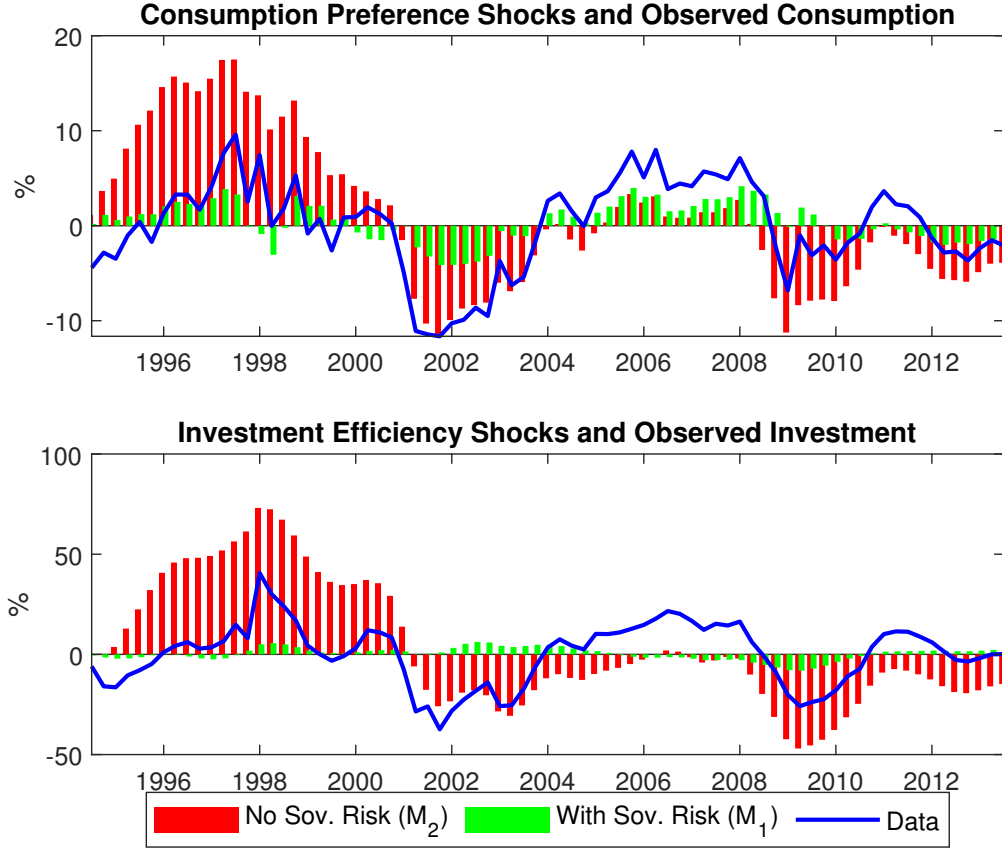 Consumption Preference Shocks and Observed Consumption
20
10
0
-10
%
1996 1998 2000 2002 2004 2006 2008 2010 2012
Investment Efficiency Shocks and Observed Investment
100
50
0
-50
%
1996 1998 2000 2002 2004 2006 2008 2010 2012
No Sov. Risk (M2) With Sov. Risk (M1) Data